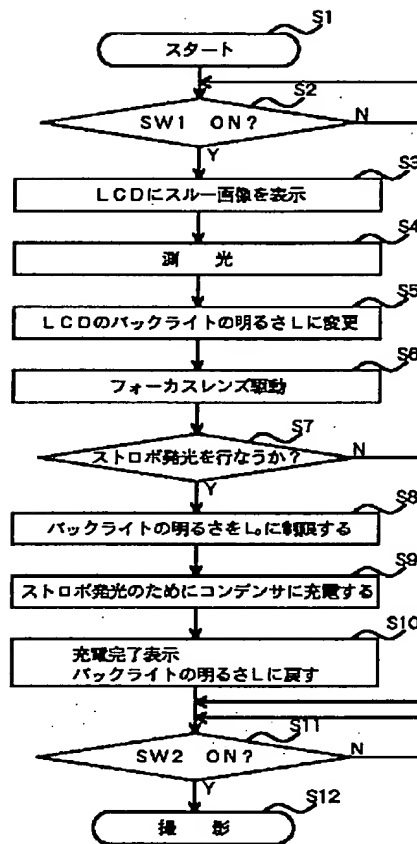 S1
スタート
S2
SW1 ON?
N
Y
S3
LCDにスルー画像を表示
S4
測 光
S5
LCDのバックライトの明るさLに変更
S6
フォーカスレンズ駆動
S7
ストロボ発光を行なうか?
N
Y
S8
バックライトの明るさをL₀に制限する
S9
ストロボ発光のためにコンデンサに充電する
S10
充電完了表示
バックライトの明るさLに戻す
S11
SW2 ON?
N
Y
S12
撮 影